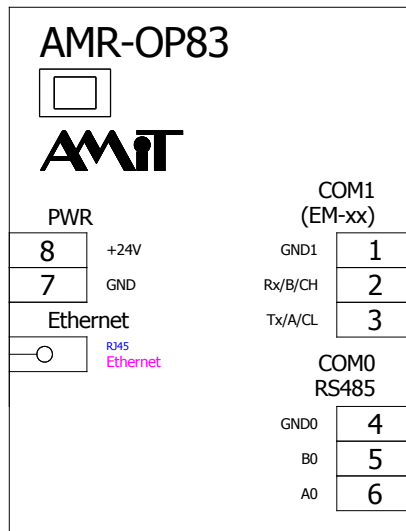 AMR-OP83
AMiT
PWR
8 +24V
7 GND
Ethernet
RJ45
Ethernet
COM1
(EM-xx)
GND1 1
Rx/B/CH 2
Tx/A/CL 3
COM0
RS485
GND0 4
B0 5
A0 6